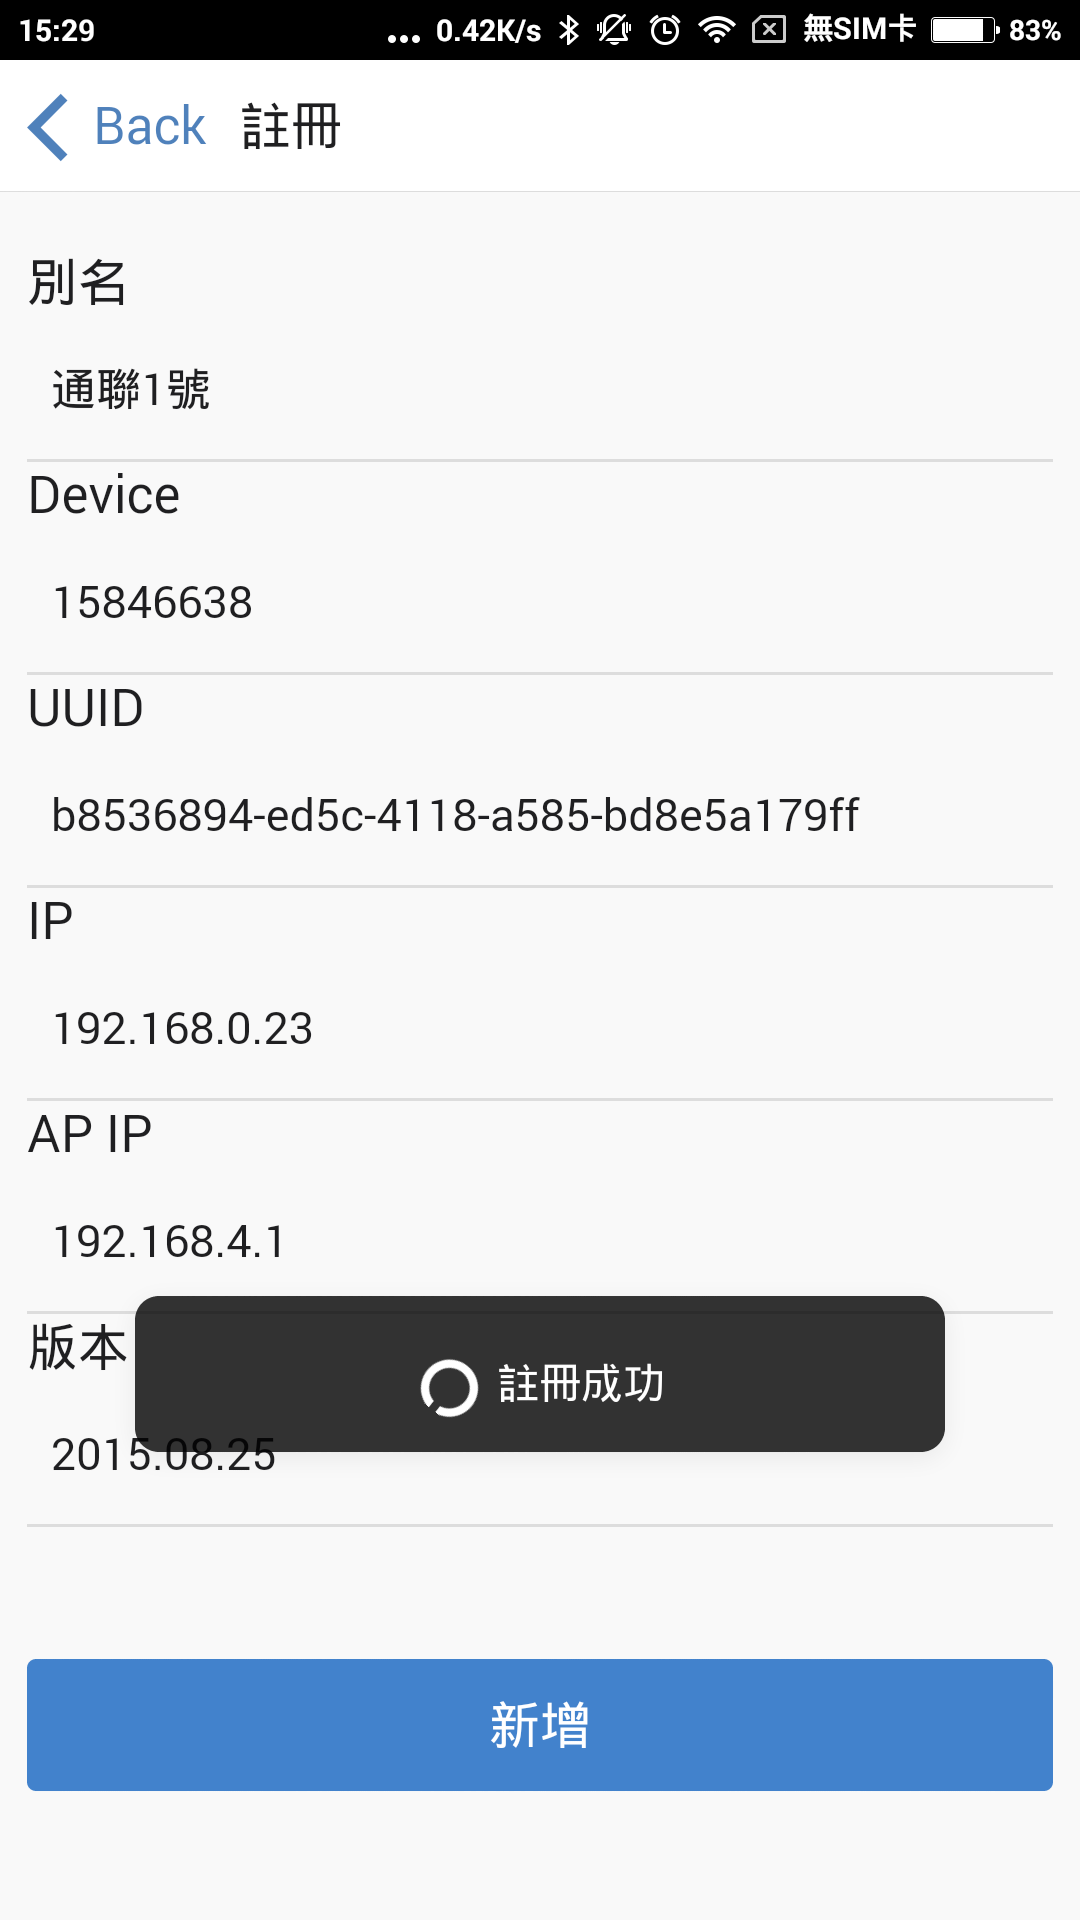 15:29 ... 0.42K/s 無SIM卡 83%
Back 註冊
別名
通聯1號
Device
15846638
UUID
b8536894-ed5c-4118-a585-bd8e5a179ff
IP
192.168.0.23
AP IP
192.168.4.1
版本
註冊成功
2015.08.25
新增